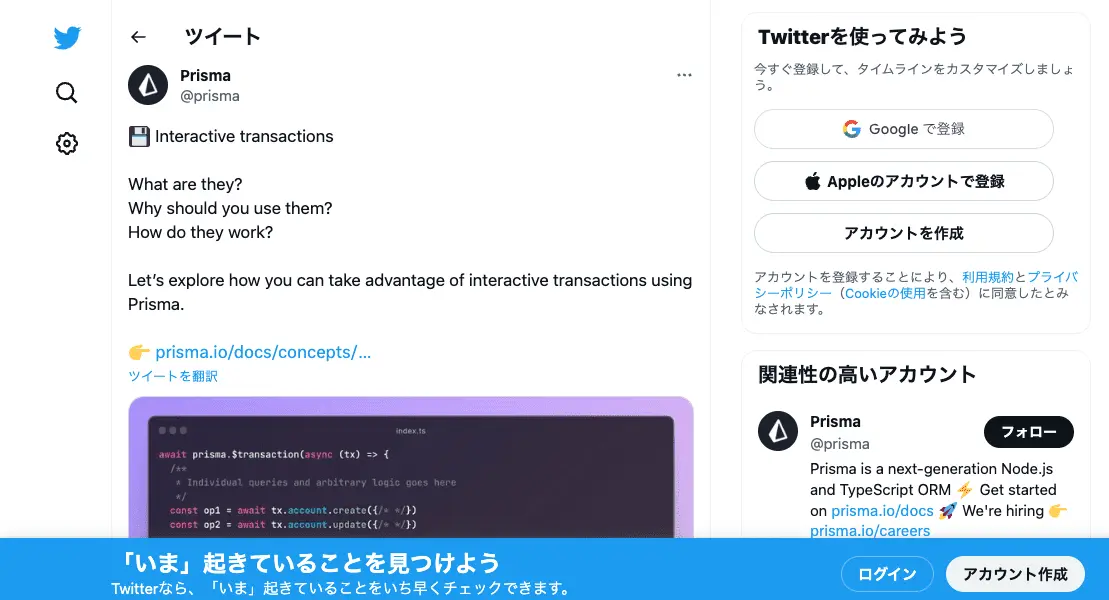 ツイート
Prisma
@prisma
💾 Interactive transactions
What are they?
Why should you use them?
How do they work?
Let’s explore how you can take advantage of interactive transactions using
Prisma.
👉 prisma.io/docs/concepts/…
ツイートを翻訳
index.ts
await prisma.$transaction(async (tx) => {
/**
* Individual queries and arbitrary logic goes here
*/
const op1 = await tx.account.create({/* */})
const op2 = await tx.account.update({/* */})
Twitterを使ってみよう
今すぐ登録して、タイムラインをカスタマイズしましょ
う。
Google で登録
Appleのアカウントで登録
アカウントを作成
アカウントを登録することにより、利用規約とプライバ
シーポリシー（Cookieの使用を含む）に同意したとみ
なされます。
関連性の高いアカウント
Prisma
@prisma
フォロー
Prisma is a next-generation Node.js
and TypeScript ORM ⚡ Get started
on prisma.io/docs 🚀 We're hiring 👉
prisma.io/careers
「いま」起きていることを見つけよう
Twitterなら、「いま」起きていることをいち早くチェックできます。
ログイン
アカウント作成